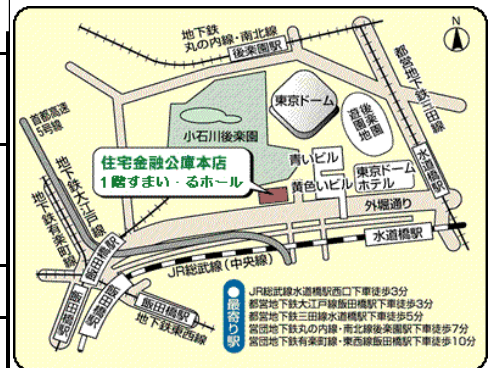 N
地下鉄
丸の内線・南北線
後楽園駅
都営地下鉄三田線
首都高速
5号線
東京ドーム
後楽園
遊園地
小石川後楽園
水道橋駅
地下鉄大江戸線
地下鉄有楽町線
住宅金融公庫本店
1階すまい・るホール
青いビル
黄色いビル
東京ドーム
ホテル
外堀通り
水道橋駅
飯田橋駅
JR総武線(中央線)
飯田橋駅
飯田橋駅
飯田橋駅
地下鉄東西線
最寄り駅
JR総武線水道橋駅西口下車徒歩3分
都営地下鉄大江戸線飯田橋駅下車徒歩3分
都営地下鉄三田線水道橋駅下車徒歩5分
営団地下鉄丸の内線・南北線後楽園駅下車徒歩7分
営団地下鉄有楽町線・東西線飯田橋駅下車徒歩10分